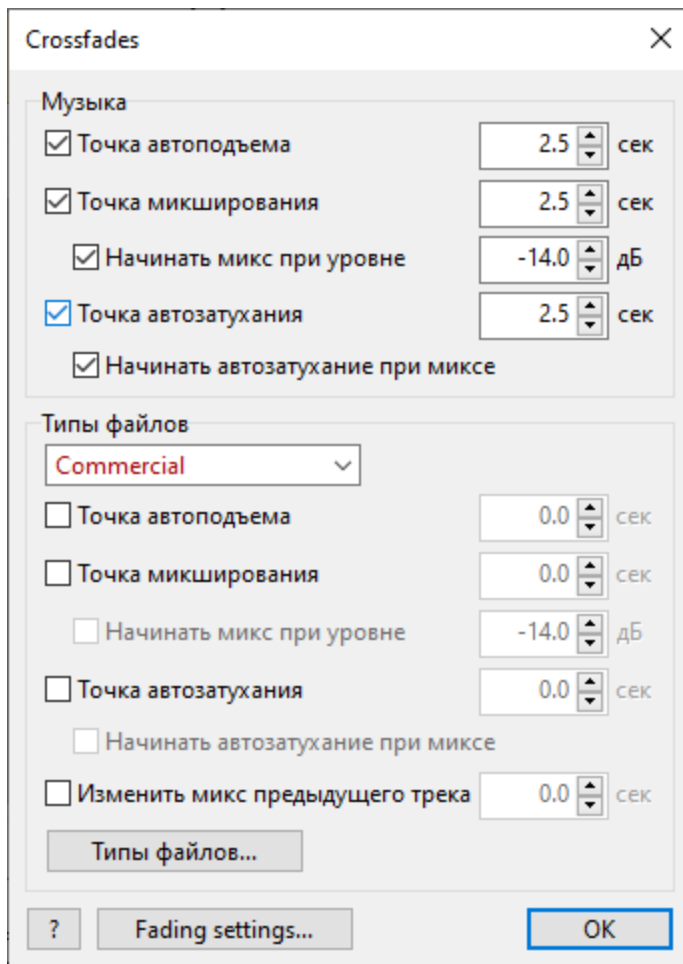 Crossfades
Музыка
Точка автоподъема 2.5 сек
Точка микширования 2.5 сек
Начинать микс при уровне -14.0 дБ
Точка автозатухания 2.5 сек
Начинать автозатухание при миксе
Типы файлов
Commercial
Точка автоподъема 0.0 сек
Точка микширования 0.0 сек
Начинать микс при уровне -14.0 дБ
Точка автозатухания 0.0 сек
Начинать автозатухание при миксе
Изменить микс предыдущего трека 0.0 сек
Типы файлов...
? Fading settings... OK